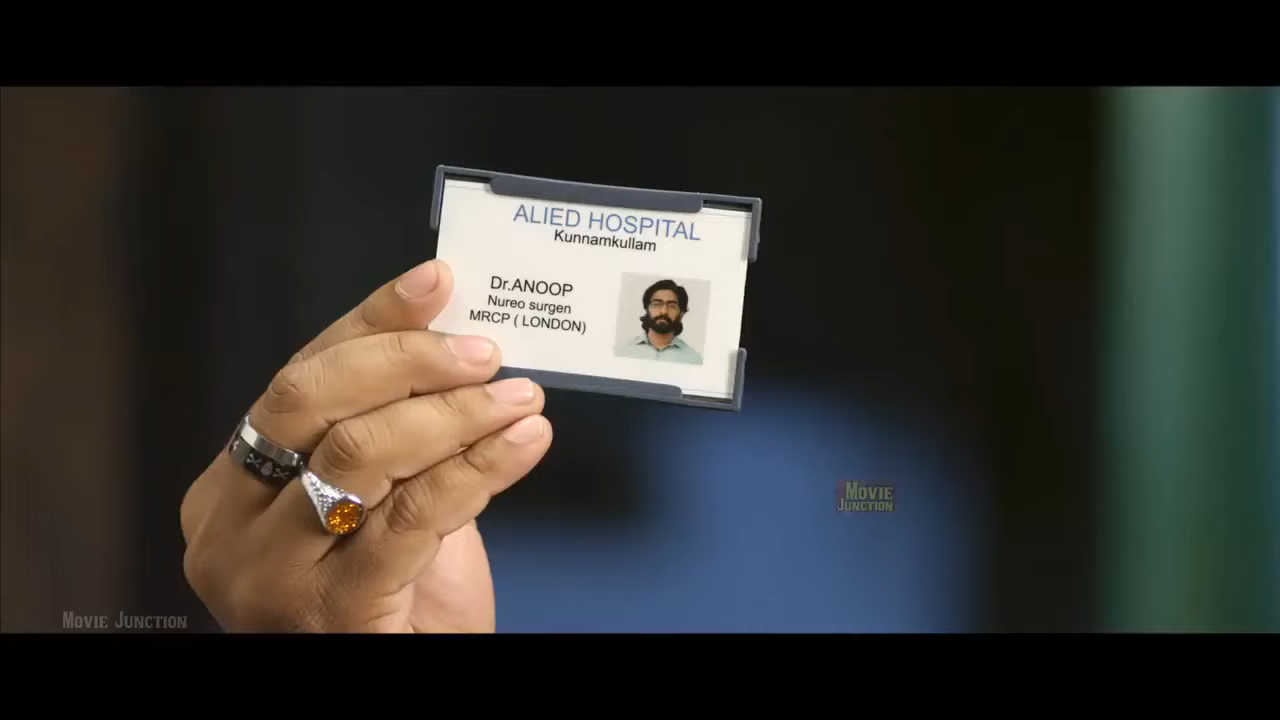 ALIED HOSPITAL
Kunnamkullam
Dr.ANOOP
Nureo surgen
MRCP ( LONDON)
MOVIE
JUNCTION
MOVIE JUNCTION